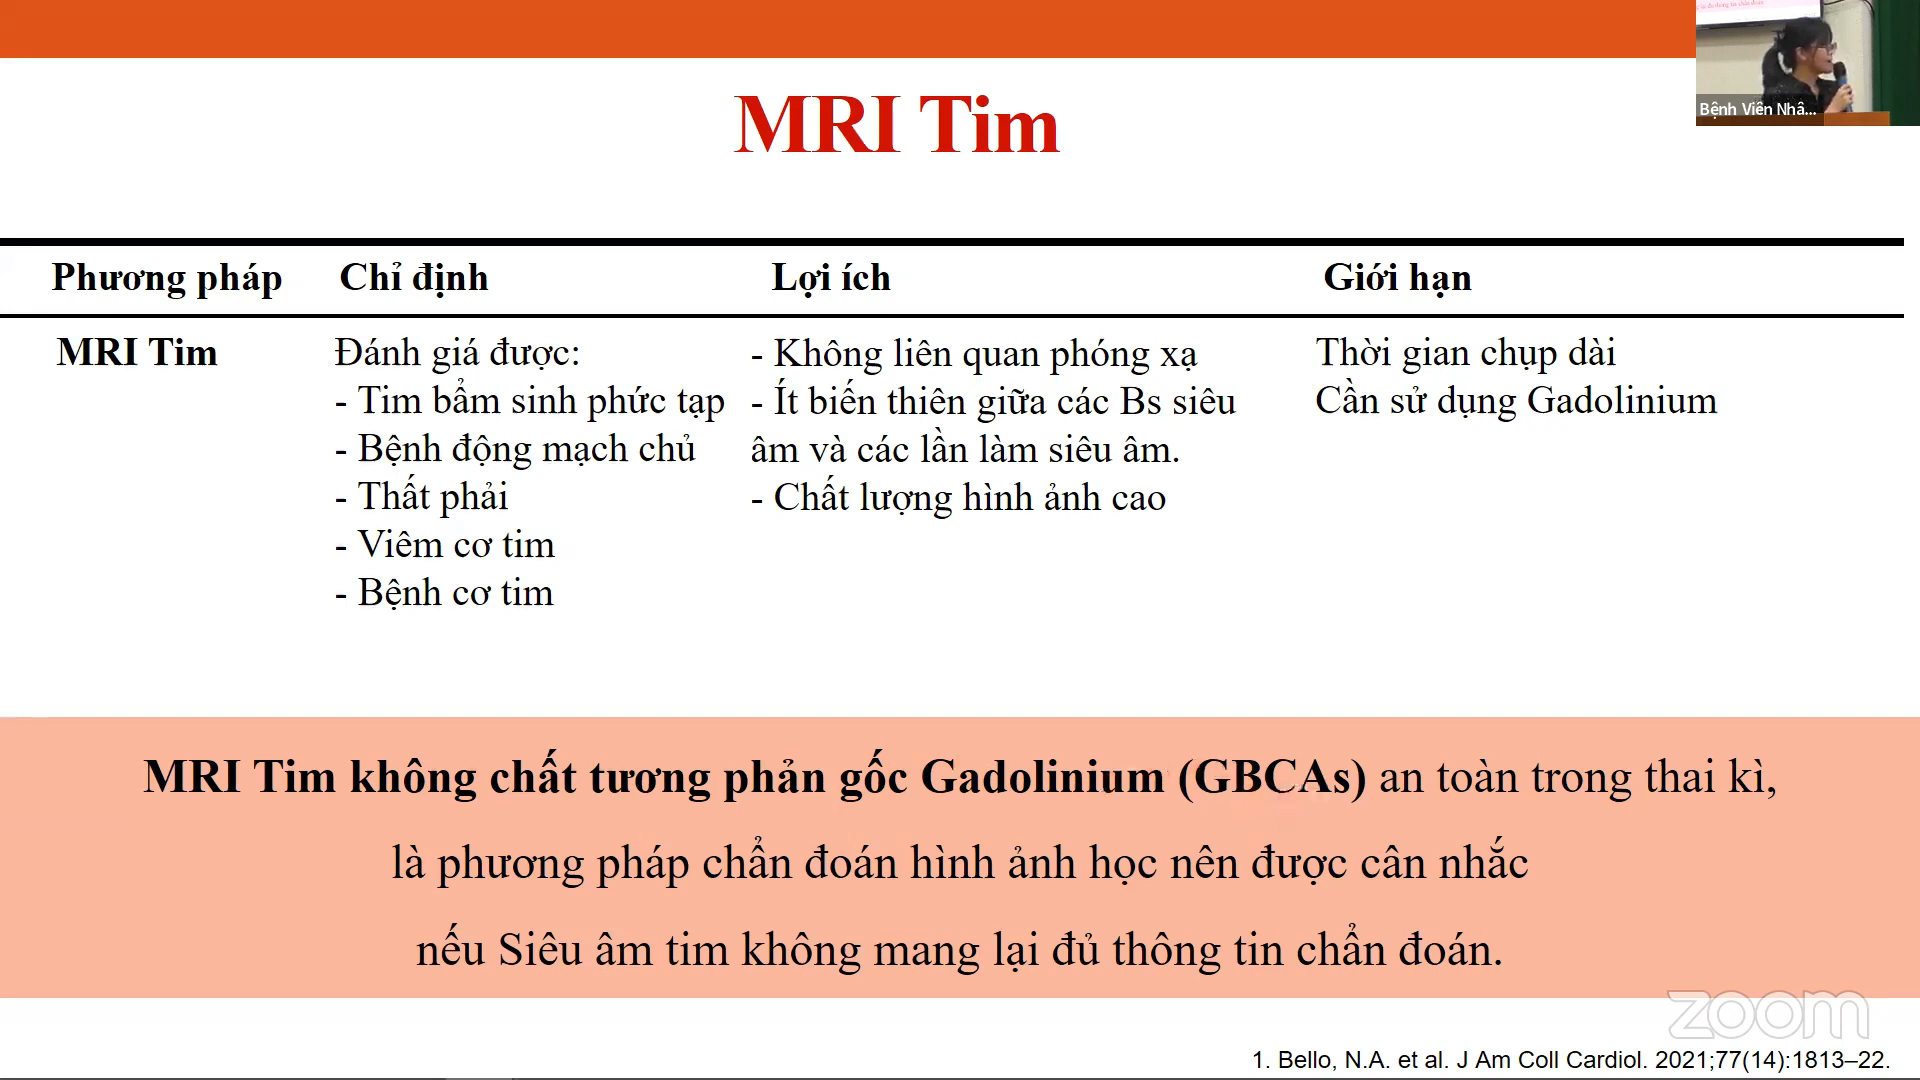 MRI Tim
Bệnh Viên Nhâ...
Phương pháp Chỉ định Lợi ích Giới hạn
MRI Tim
Đánh giá được:
- Tim bẩm sinh phức tạp
- Bệnh động mạch chủ
- Thất phải
- Viêm cơ tim
- Bệnh cơ tim
- Không liên quan phóng xạ
- Ít biến thiên giữa các Bs siêu
âm và các lần làm siêu âm.
- Chất lượng hình ảnh cao
Thời gian chụp dài
Cần sử dụng Gadolinium
MRI Tim không chất tương phản gốc Gadolinium (GBCAs) an toàn trong thai kì,
là phương pháp chẩn đoán hình ảnh học nên được cân nhắc
nếu Siêu âm tim không mang lại đủ thông tin chẩn đoán.
zoom
1. Bello, N.A. et al. J Am Coll Cardiol. 2021;77(14):1813–22.